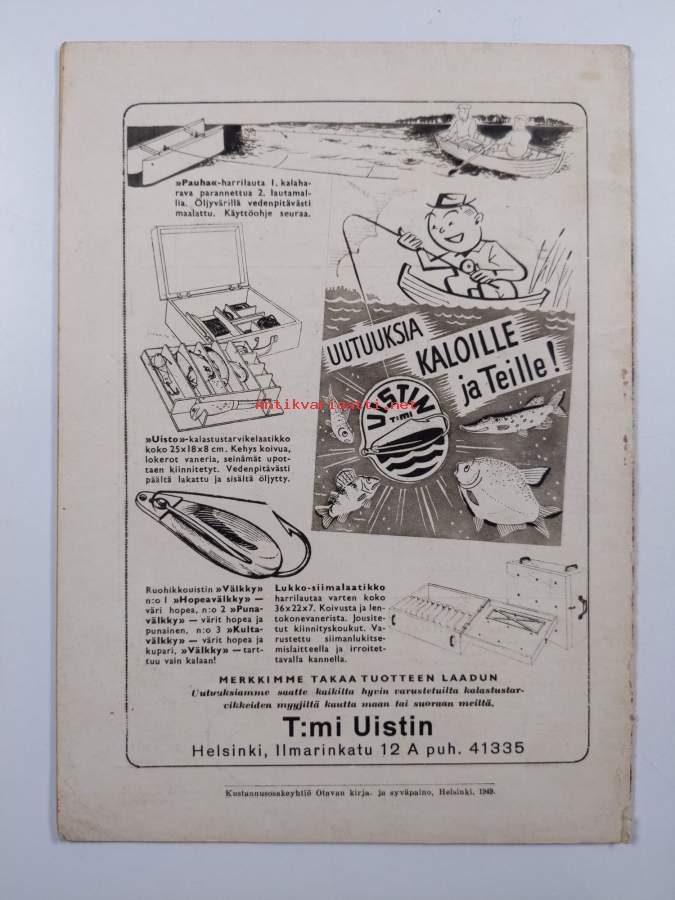 »Pauha«-harrilauta 1. kalaha-
rava parannettua 2. lautamal-
lia. Öljyvärillä vedenpitävästi
maalattu. Käyttöohje seuraa.
UUTUUKSIA
KALOILLE
ja Teille!
UISTIN
T:MI
antikvariaatti.net
»Uisto»-kalastustarvikelaatikko
koko 25x18x8 cm. Kehys koivua,
lokerot vaneria, seinämät upot-
taen kiinnitetyt. Vedenpitävästi
päältä lakattu ja sisältä öljytty.
Ruohikkouistin »Välkky»
n:o 1 »Hopeavälkky» —
väri hopea, n:o 2 »Puna-
välkky» — värit hopea ja
punainen, n:o 3 »Kulta-
välkky» — värit hopea ja
kupari, »Välkky» — tart-
tuu vain kalaan!
Lukko-siimalaatikko
harrilautaa varten koko
36x22x7. Koivusta ja len-
tokonevanerista. Jousite-
tut kiinnityskoukut. Va-
rustettu siimanlukitse-
mislaitteella ja irroitet-
tavalla kannella.
MERKKIMME TAKAA TUOTTEEN LAADUN
Uutuuksiamme saatte kaikilta hyvin varustetuilta kalastustar-
vikkeiden myyjiltä kautta maan tai suoraan meiltä.
T:mi Uistin
Helsinki, Ilmarinkatu 12 A puh. 41335
Kustannusosakeyhtiö Otavan kirja- ja syväpaino, Helsinki, 1949.